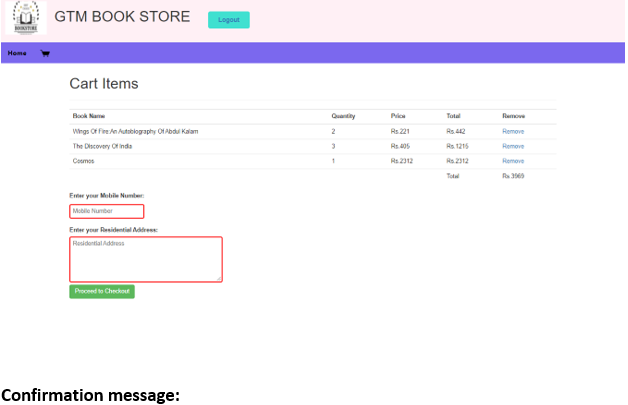 BOOKSTORE
GTM BOOK STORE Logout
Home
Cart Items
Book Name Quantity Price Total Remove
Wings Of Fire:An Autobiography Of Abdul Kalam 2 Rs.221 Rs.442 Remove
The Discovery Of India 3 Rs.405 Rs.1215 Remove
Cosmos 1 Rs.2312 Rs.2312 Remove
Total Rs.3969
Enter your Mobile Number:
Mobile Number
Enter your Residential Address:
Residential Address
Proceed to Checkout
Confirmation message: